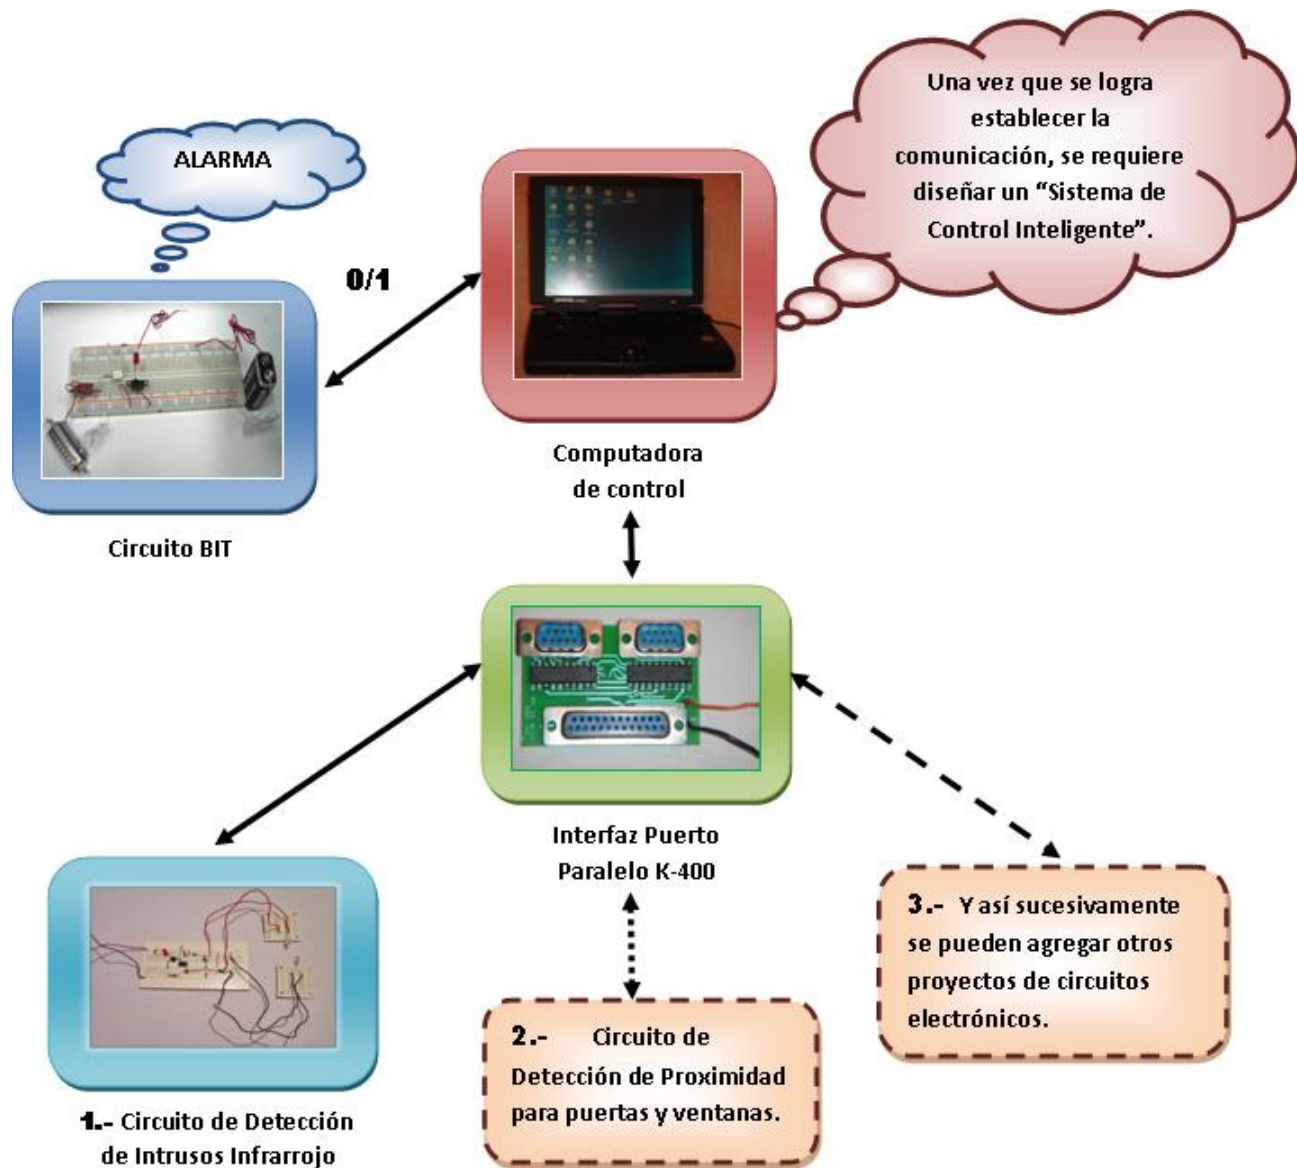 Una vez que se logra
establecer la
comunicación, se requiere
diseñar un “Sistema de
Control Inteligente”.
ALARMA
0/1
Computadora
de control
Circuito BIT
Interfaz Puerto
Paralelo K-400
3.- Y así sucesivamente
se pueden agregar otros
proyectos de circuitos
electrónicos.
2.- Circuito de
Detección de Proximidad
para puertas y ventanas.
1.- Circuito de Detección
de Intrusos Infrarrojo